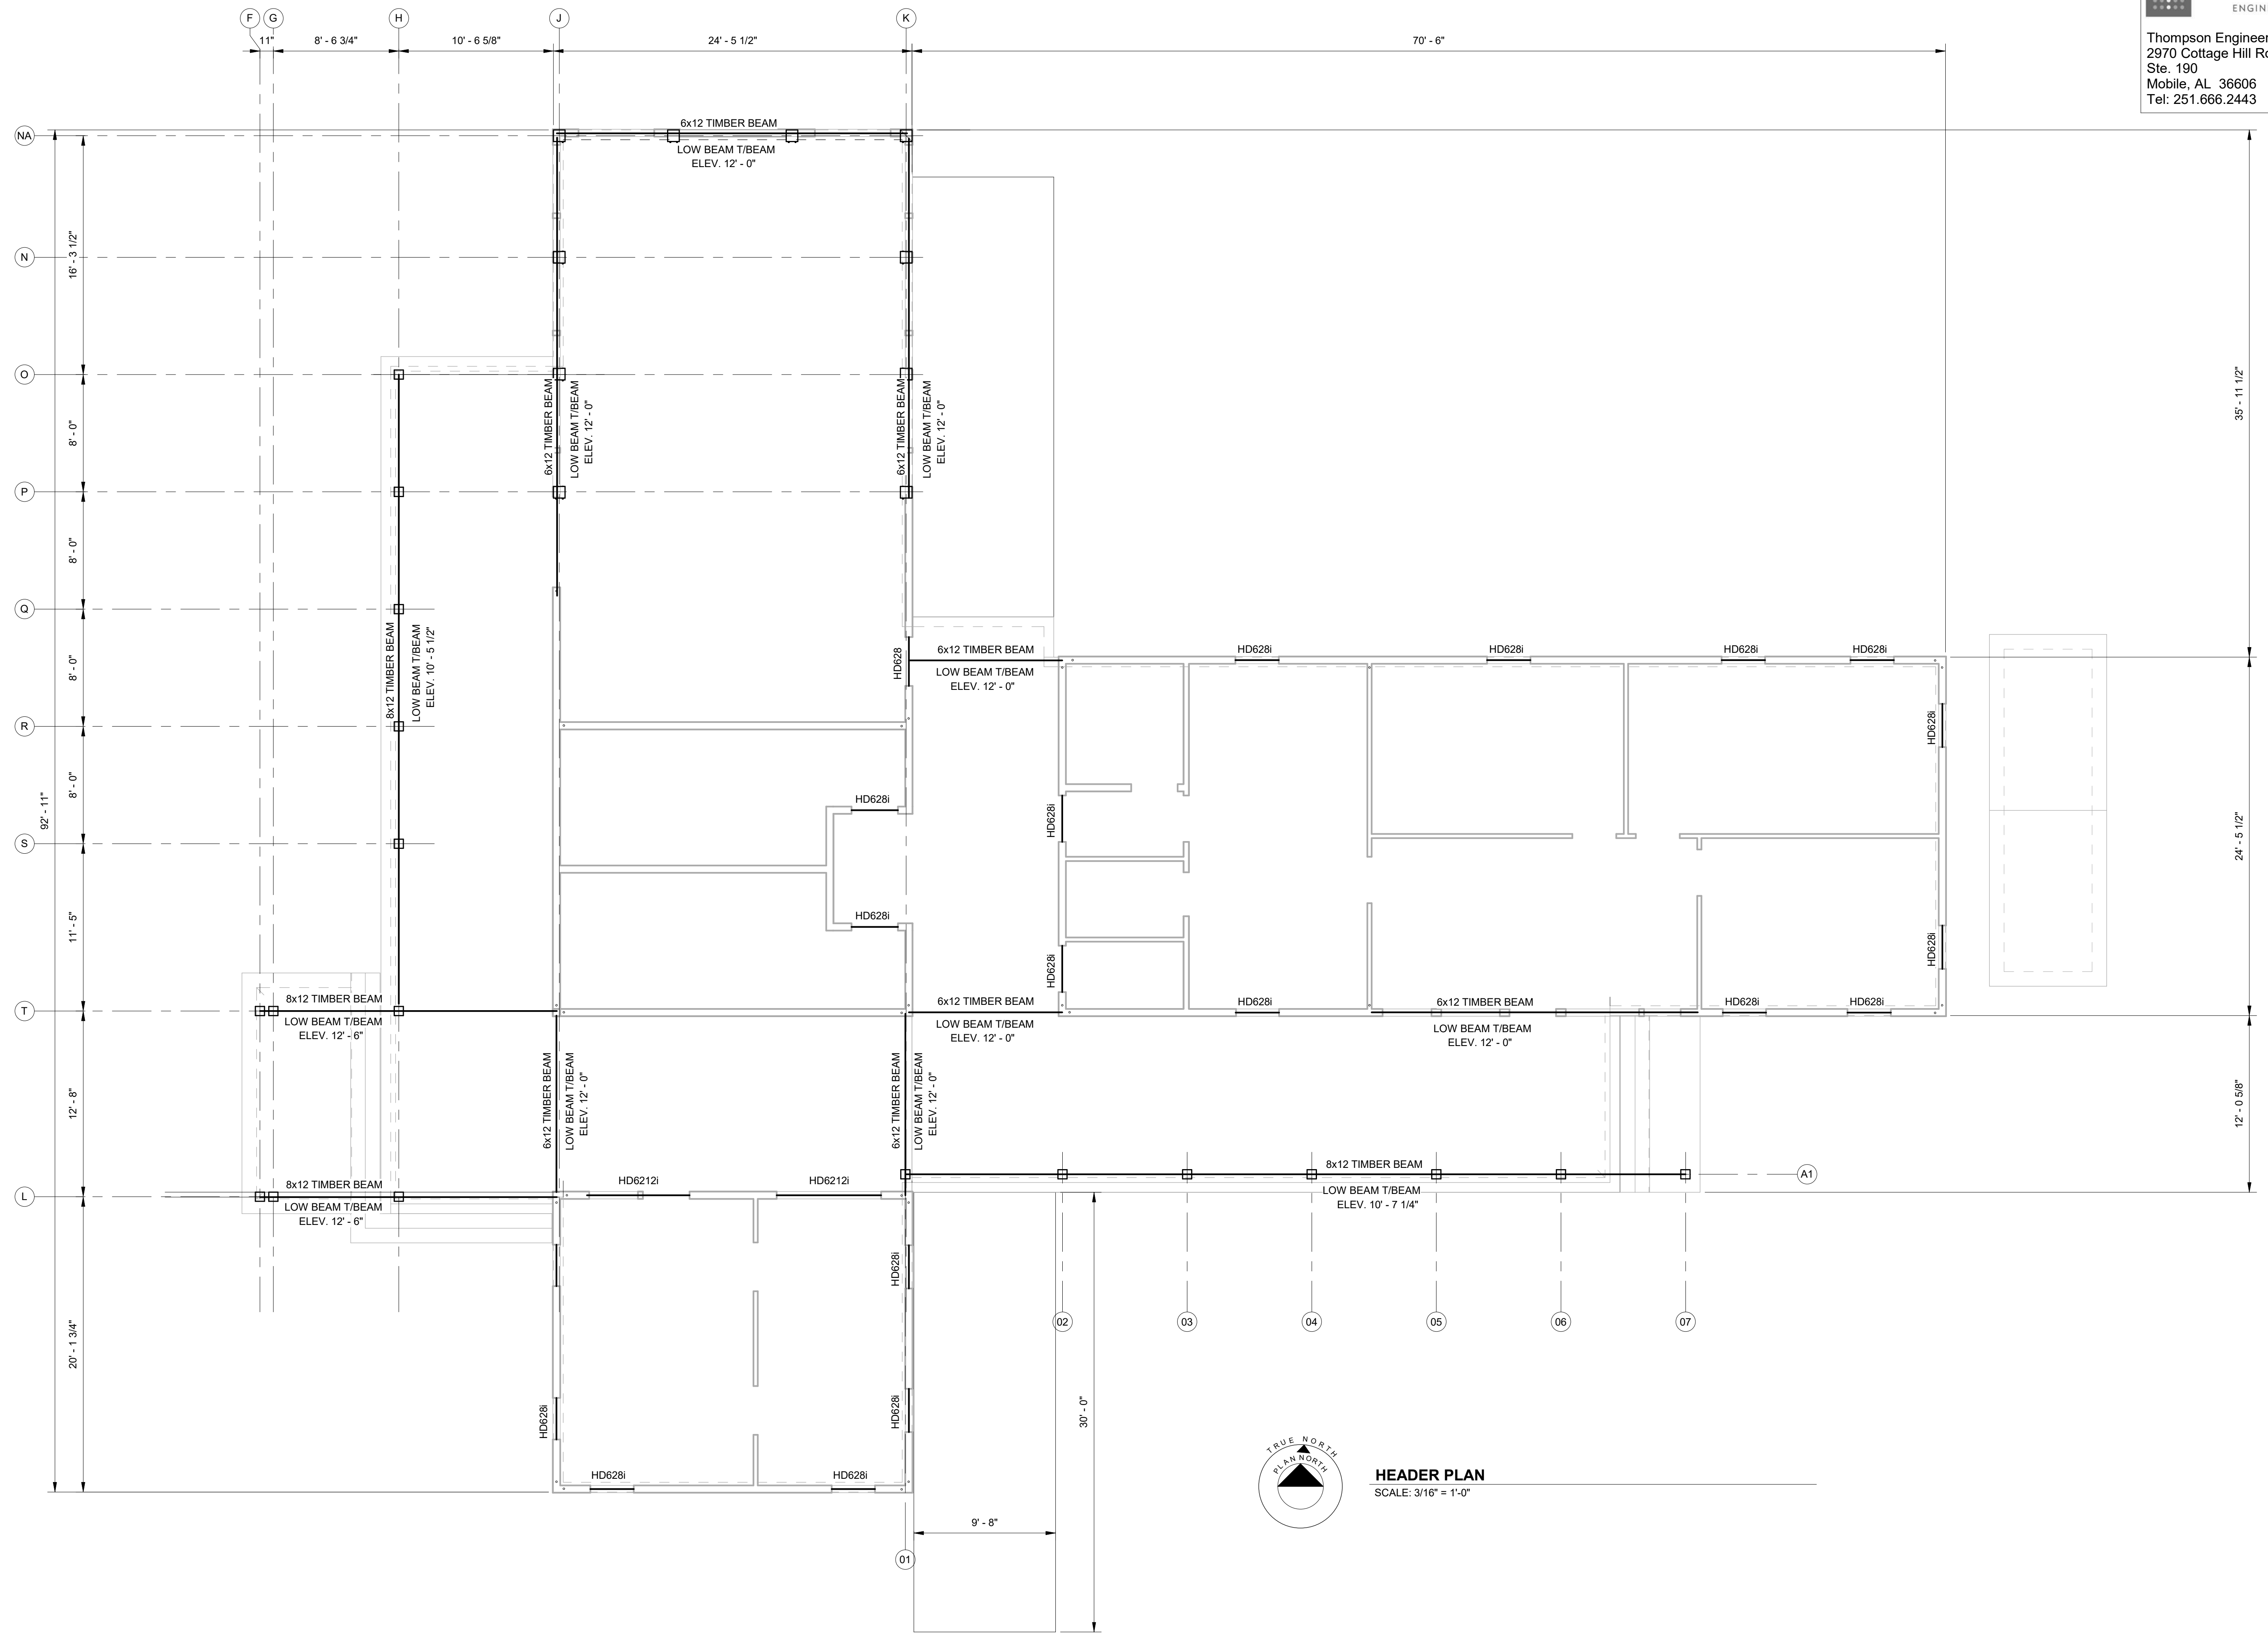 ENGIN
Thompson Engineer
2970 Cottage Hill Ro
Ste. 190
Mobile, AL 36606
Tel: 251.666.2443
F
G
H
J
K
11"
8' - 6 3/4"
10' - 6 5/8"
24' - 5 1/2"
70' - 6"
NA
N
O
P
Q
R
S
T
L
16' - 3 1/2"
8' - 0"
8' - 0"
8' - 0"
8' - 0"
11' - 5"
12' - 8"
20' - 1 3/4"
92' - 11"
6x12 TIMBER BEAM
LOW BEAM T/BEAM
ELEV. 12' - 0"
6x12 TIMBER BEAM
LOW BEAM T/BEAM
ELEV. 12' - 0"
6x12 TIMBER BEAM
LOW BEAM T/BEAM
ELEV. 12' - 0"
35' - 11 1/2"
8x12 TIMBER BEAM
LOW BEAM T/BEAM
ELEV. 10' - 5 1/2"
HD628
6x12 TIMBER BEAM
LOW BEAM T/BEAM
ELEV. 12' - 0"
HD628i
HD628i
HD628i
HD628i
HD628i
HD628i
HD628i
24' - 5 1/2"
HD628i
HD628i
HD628i
8x12 TIMBER BEAM
LOW BEAM T/BEAM
ELEV. 12' - 6"
6x12 TIMBER BEAM
LOW BEAM T/BEAM
ELEV. 12' - 0"
HD628i
6x12 TIMBER BEAM
LOW BEAM T/BEAM
ELEV. 12' - 0"
HD628i
HD628i
6x12 TIMBER BEAM
LOW BEAM T/BEAM
ELEV. 12' - 0"
6x12 TIMBER BEAM
LOW BEAM T/BEAM
ELEV. 12' - 0"
12' - 0 5/8"
8x12 TIMBER BEAM
LOW BEAM T/BEAM
ELEV. 12' - 6"
HD6212i
HD6212i
8x12 TIMBER BEAM
LOW BEAM T/BEAM
ELEV. 10' - 7 1/4"
A1
HD628i
HD628i
HD628i
HD628i
HD628i
02
03
04
05
06
07
30' - 0"
9' - 8"
01
TRUE NORTH
PLAN NORTH
HEADER PLAN
SCALE: 3/16" = 1'-0"